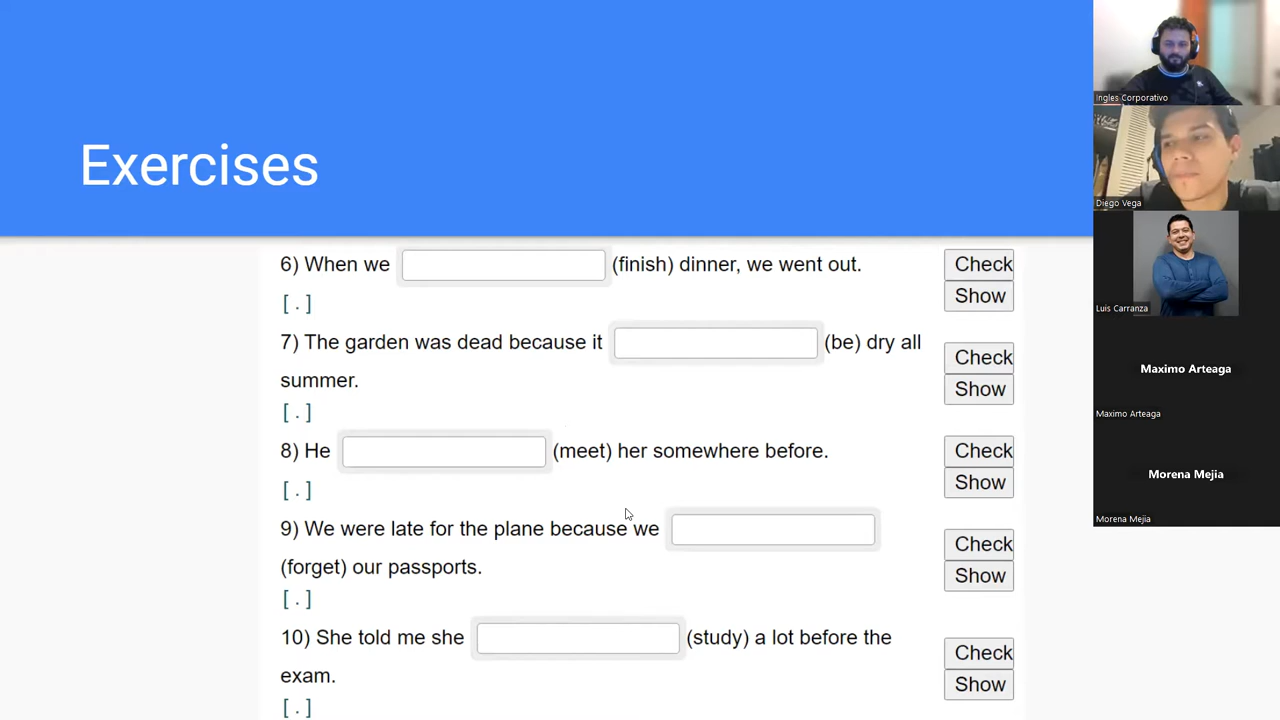 Exercises
6) When we (finish) dinner, we went out.
Check
Show
[ . ]
7) The garden was dead because it (be) dry all
summer.
Check
Show
[ . ]
8) He (meet) her somewhere before.
Check
Show
[ . ]
9) We were late for the plane because we
(forget) our passports.
Check
Show
[ . ]
10) She told me she (study) a lot before the
exam.
Check
Show
[ . ]
Ingles Corporativo
Diego Vega
Luis Carranza
Maximo Arteaga
Maximo Arteaga
Morena Mejia
Morena Mejia